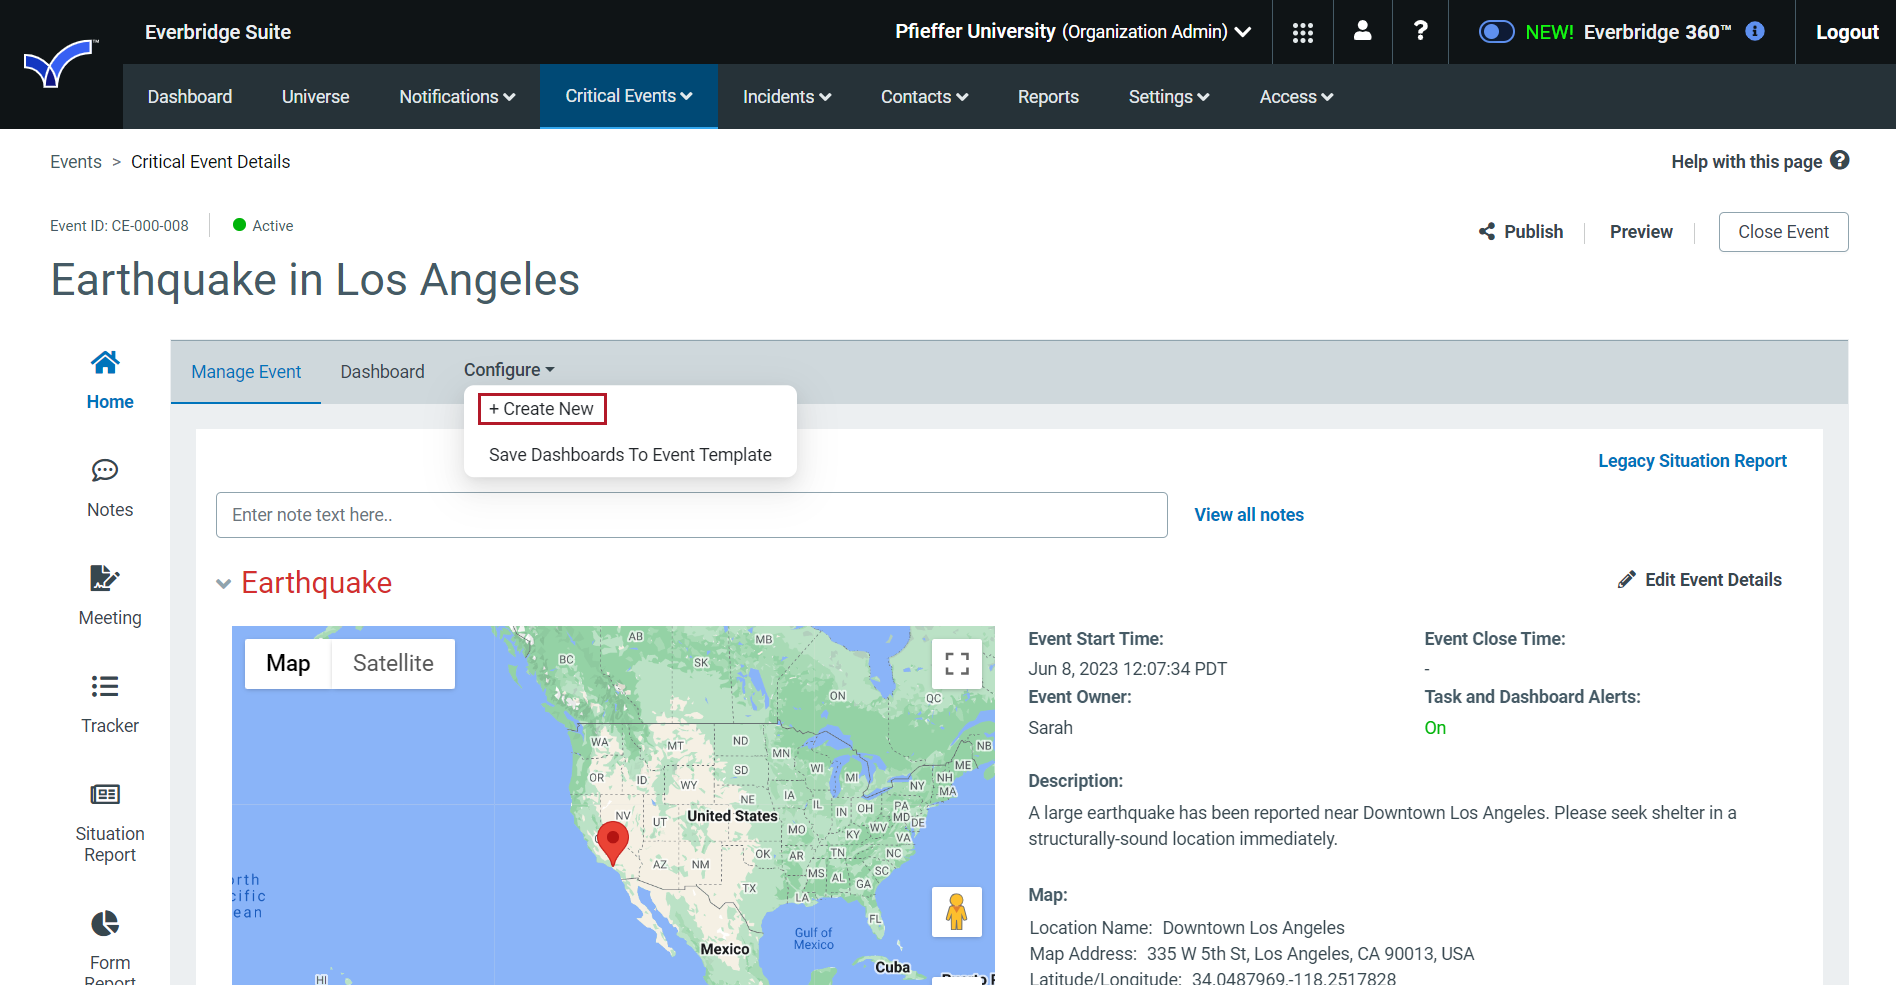 Everbridge Suite
Pfieffer University (Organization Admin)
?
NEW! Everbridge 360™
Logout
TM
Dashboard
Universe
Notifications
Critical Events
Incidents
Contacts
Reports
Settings
Access
Events > Critical Event Details
Help with this page ?
Event ID: CE-000-008
Active
Publish
Preview
Close Event
Earthquake in Los Angeles
Home
Notes
Meeting
Tracker
Situation
Report
Form
Report
Manage Event
Dashboard
Configure
+ Create New
Save Dashboards To Event Template
Legacy Situation Report
Enter note text here..
View all notes
Earthquake
Edit Event Details
Map
Satellite
AB
MB
BC
SK
ON
QC
WA
MT
ND
MN
NB
OR
ID
SD
WI
MI
ME
NH
WY
NY
MA
NE
IA
IL
IN
OH
PA
NV
UT
United States
MD
DE
MO
KY
WV
VA
AZ
NM
OK
AR
TN
NC
MS
AL
SC
GA
TX
LA
FL
orth
cific
ean
Gulf of
Mexico
Mexico
Cuba
HI
Puerto R
Event Start Time:
Jun 8, 2023 12:07:34 PDT
Event Close Time:
-
Event Owner:
Sarah
Task and Dashboard Alerts:
On
Description:
A large earthquake has been reported near Downtown Los Angeles. Please seek shelter in a
structurally-sound location immediately.
Map:
Location Name: Downtown Los Angeles
Map Address: 335 W 5th St, Los Angeles, CA 90013, USA
Latitude/Longitude: 34.0487969,-118.2517828